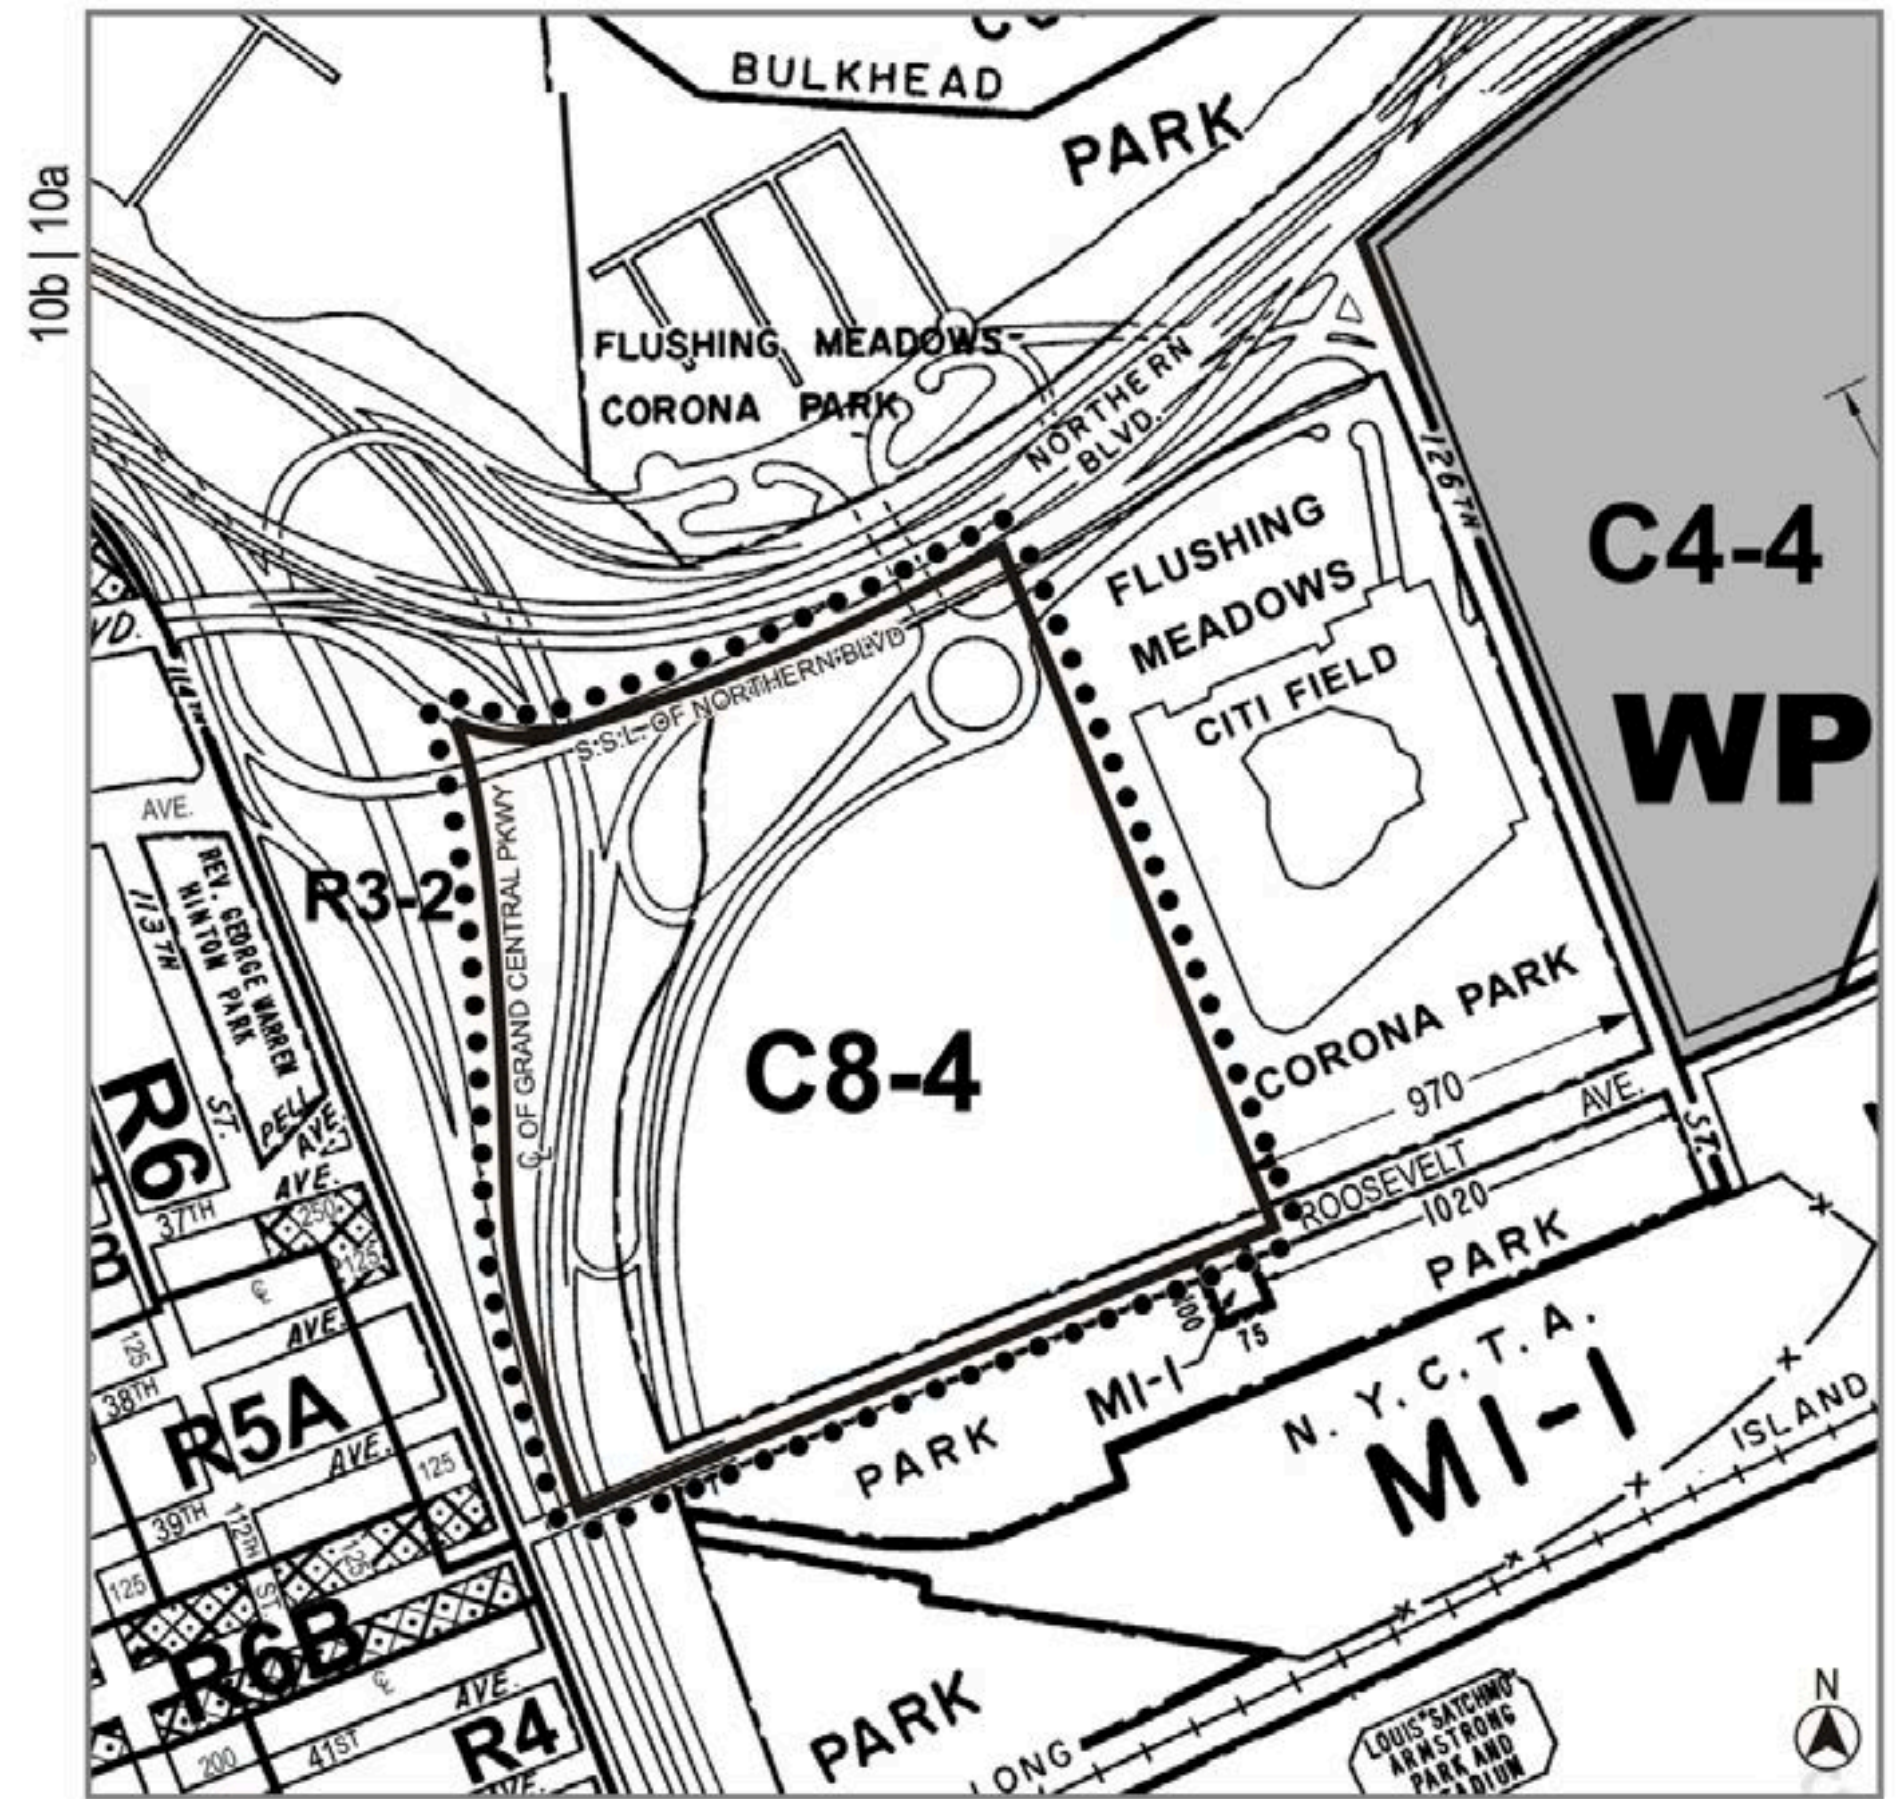 10b | 10a
BULKHEAD
PARK
FLUSHING MEADOWS-
CORONA PARK
NORTHERN
BLVD.
126TH
C4-4
WP
FLUSHING
MEADOWS
CITI FIELD
CORONA PARK
970
ROOSEVELT AVE.
1020
ST.
S.S.L. OF NORTHERN BLVD
℄ OF GRAND CENTRAL PKWY
C8-4
R3-2
114TH
AVE.
REV. GEORGE WARREN
HINTON PARK
113TH
ST.
PELL
AVE.
AVE.
R6
37TH
250
125
℄
AVE.
125
38TH
R5A
AVE.
125
39TH
112TH
ST.
125
125
R6B
℄
AVE.
R4
200
41ST
AVE.
100
75
M1-1
PARK
PARK
N. Y. C. T. A.
M1-1
PARK
LONG
ISLAND
LOUIS "SATCHMO"
ARMSTRONG
PARK AND
N